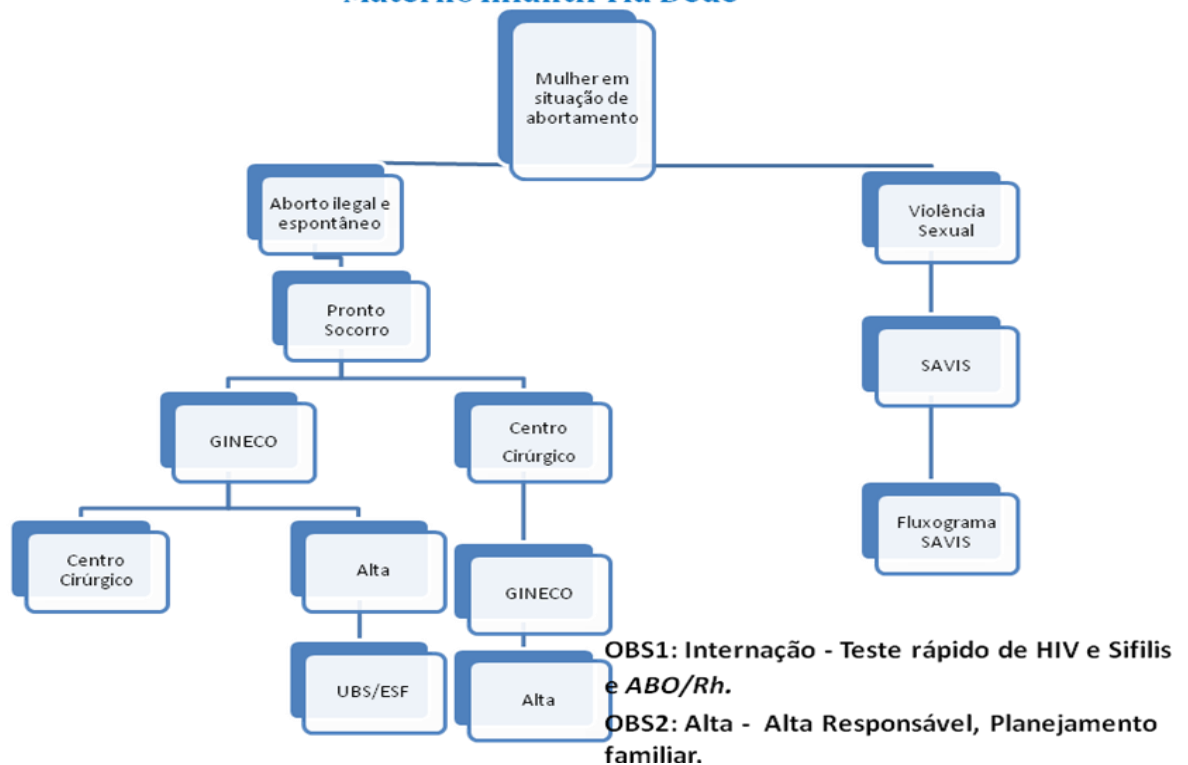 Mulher em
situação de
abortamento
Aborto ilegal e
espontâneo
Violência
Sexual
Pronto
Socorro
SAVIS
GINECO
Centro
Cirúrgico
Fluxograma
SAVIS
Centro
Cirúrgico
Alta
GINECO
UBS/ESF
Alta
OBS1: Internação - Teste rápido de HIV e Sifilis
e ABO/Rh.
OBS2: Alta - Alta Responsável, Planejamento
familiar.